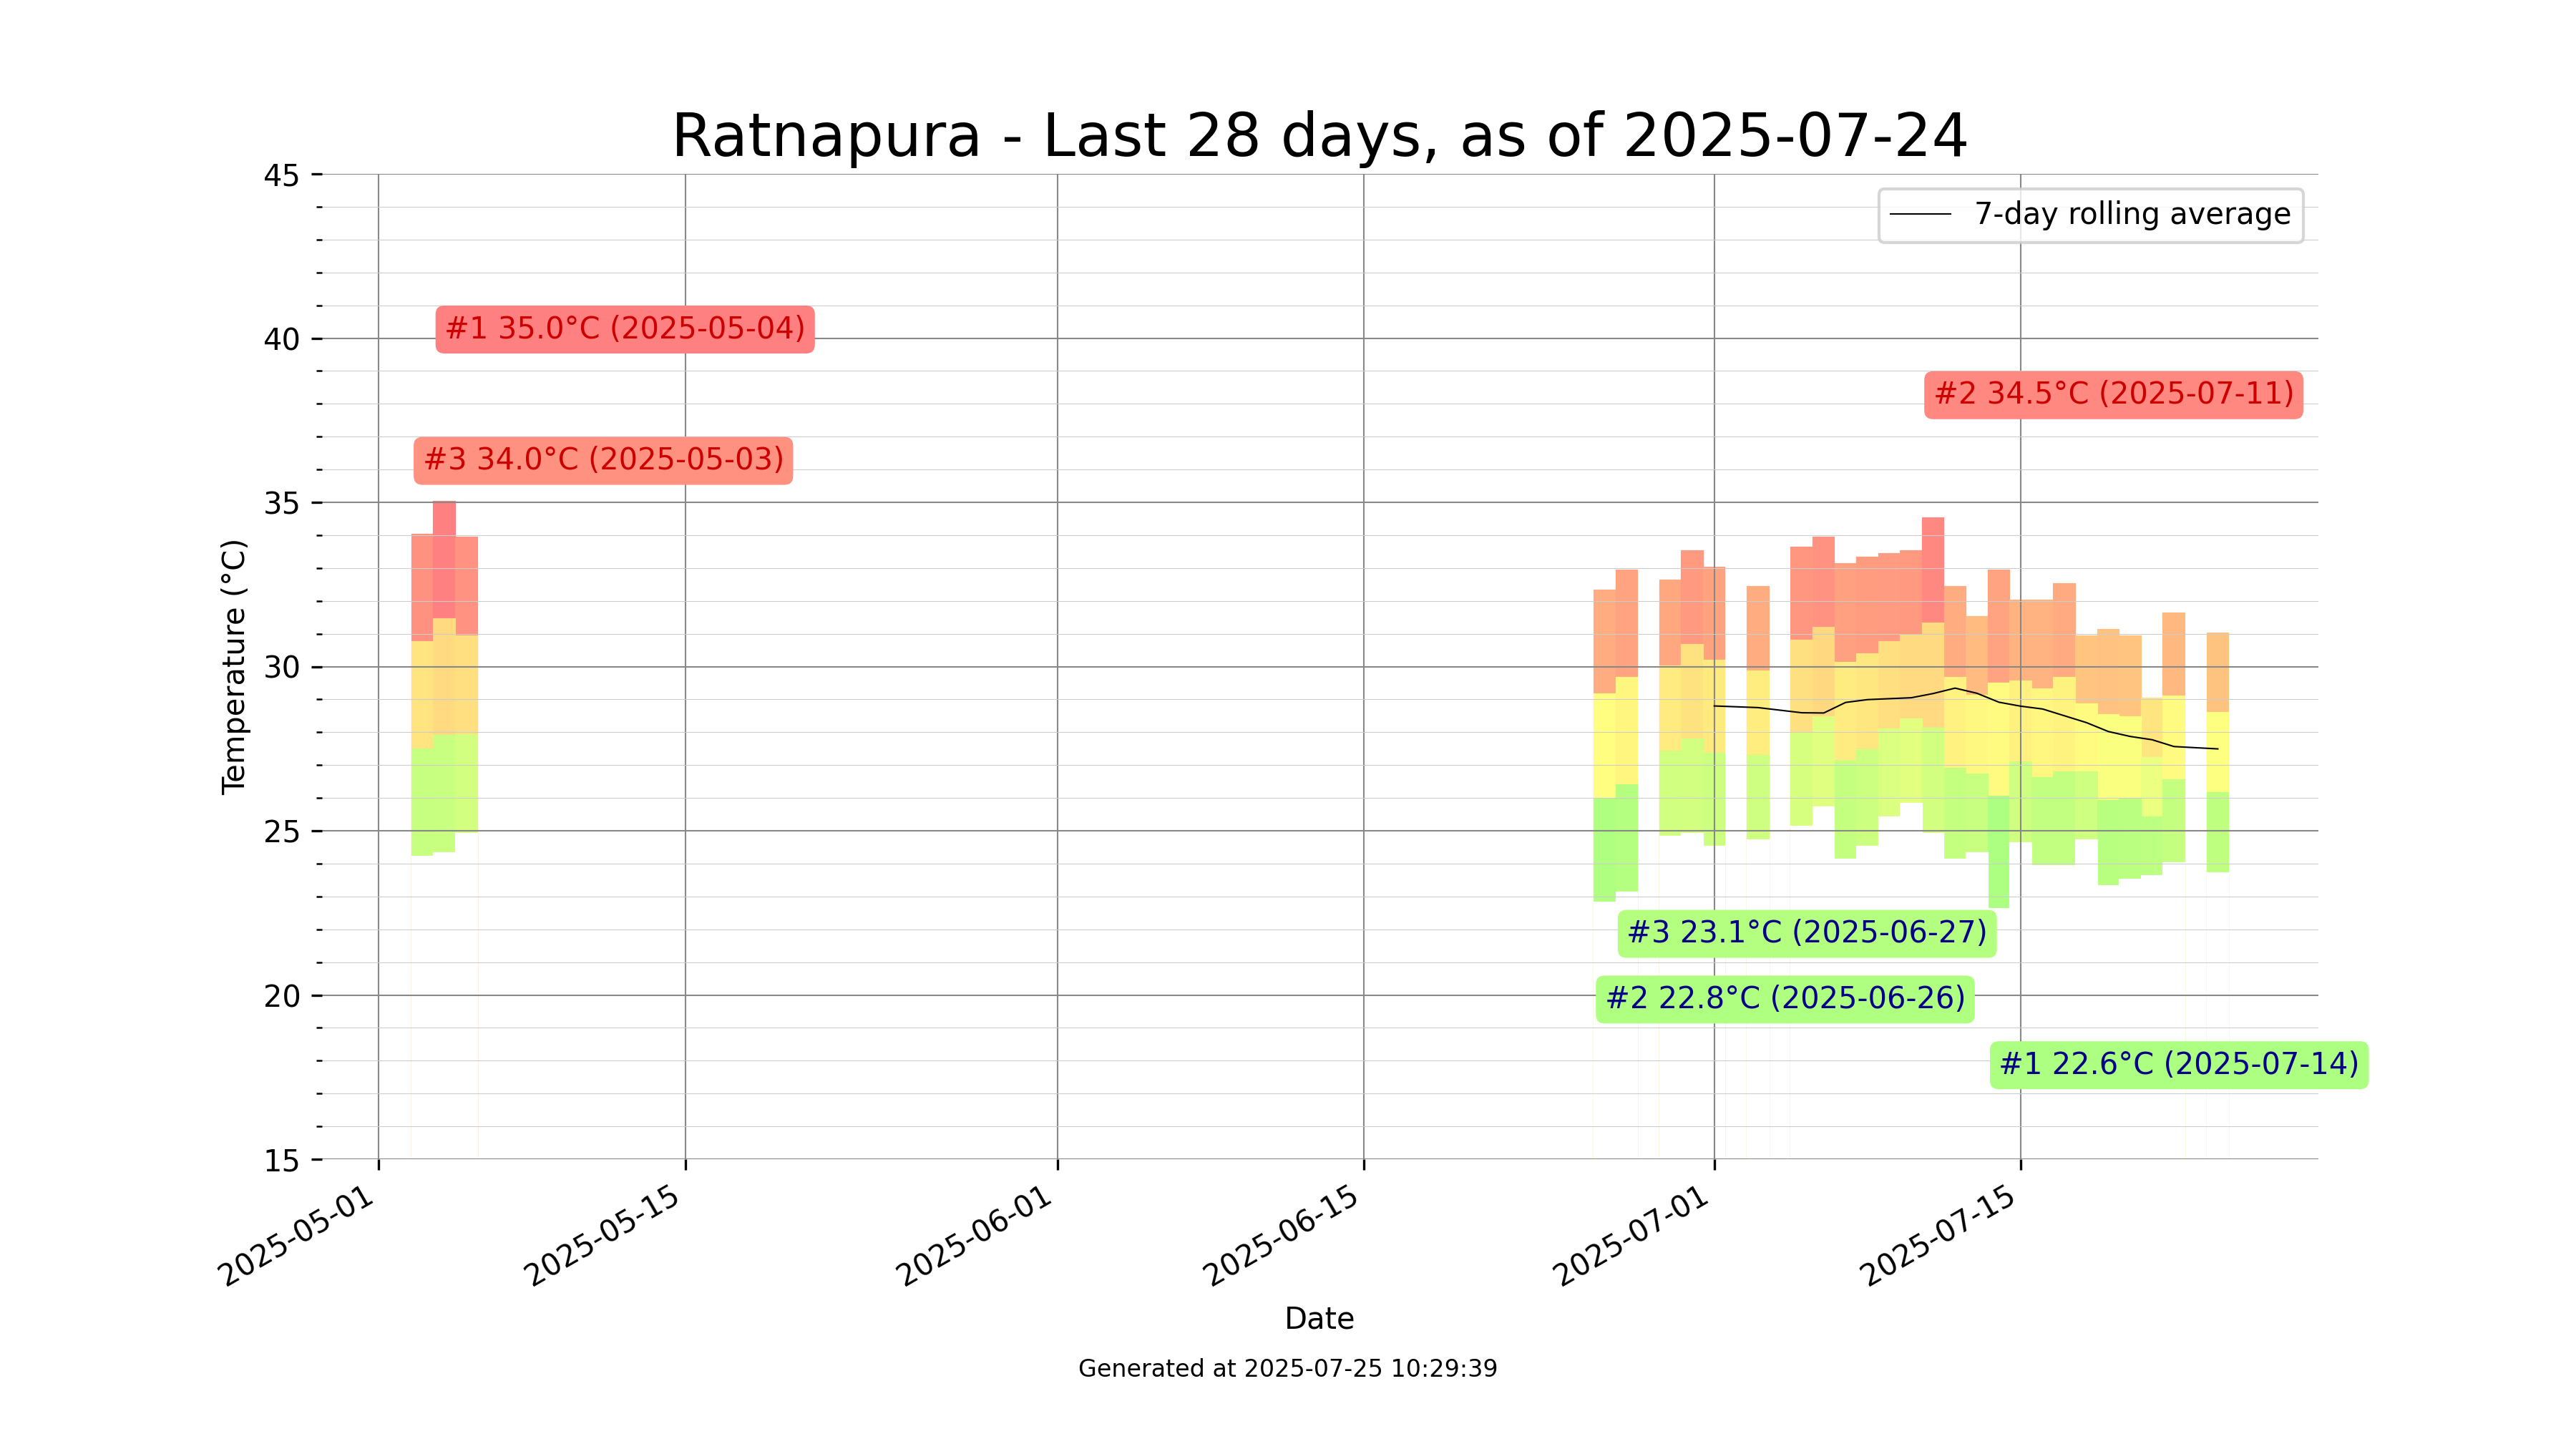 Ratnapura - Last 28 days, as of 2025-07-24
7-day rolling average
#1 35.0°C (2025-05-04)
#2 34.5°C (2025-07-11)
#3 34.0°C (2025-05-03)
#3 23.1°C (2025-06-27)
#2 22.8°C (2025-06-26)
#1 22.6°C (2025-07-14)
Temperature (°C)
45
40
35
30
25
20
15
2025-05-01
2025-05-15
2025-06-01
2025-06-15
2025-07-01
2025-07-15
Date
Generated at 2025-07-25 10:29:39